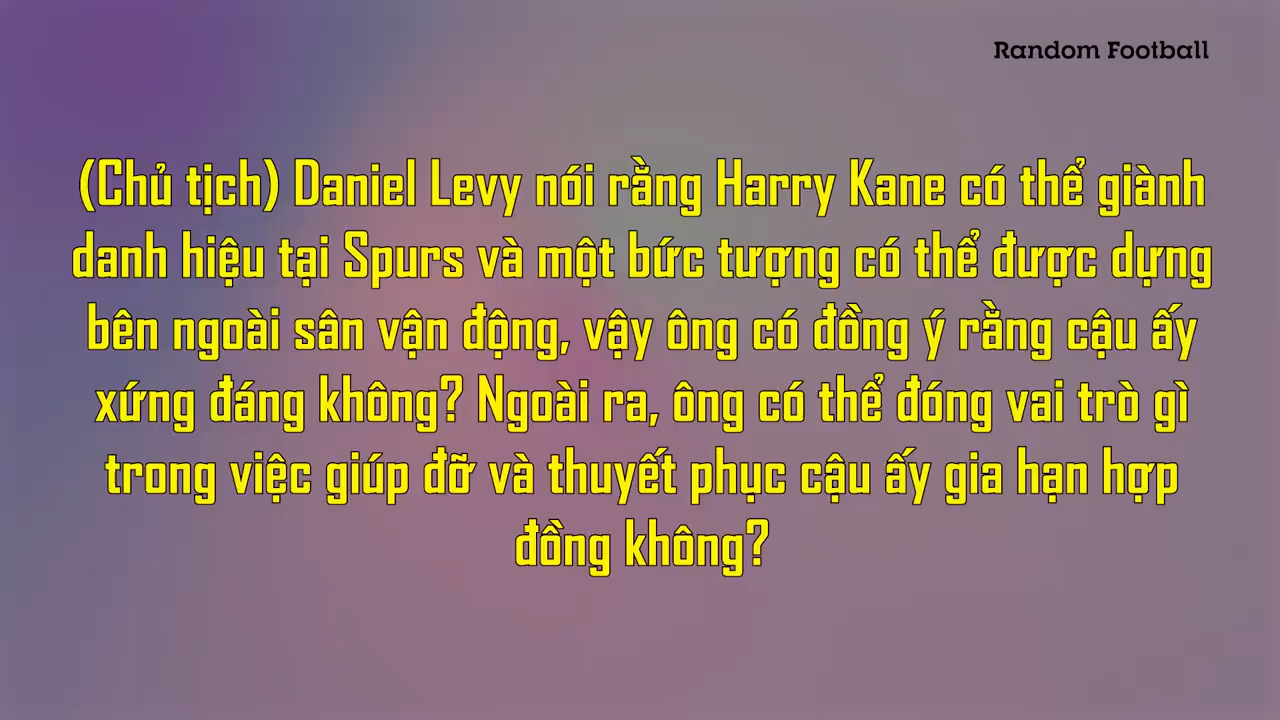 Random Football
(Chủ tịch) Daniel Levy nói rằng Harry Kane có thể giành
danh hiệu tại Spurs và một bức tượng có thể được dựng
bên ngoài sân vận động, vậy ông có đồng ý rằng cậu ấy
xứng đáng không? Ngoài ra, ông có thể đóng vai trò gì
trong việc giúp đỡ và thuyết phục cậu ấy gia hạn hợp
đồng không?